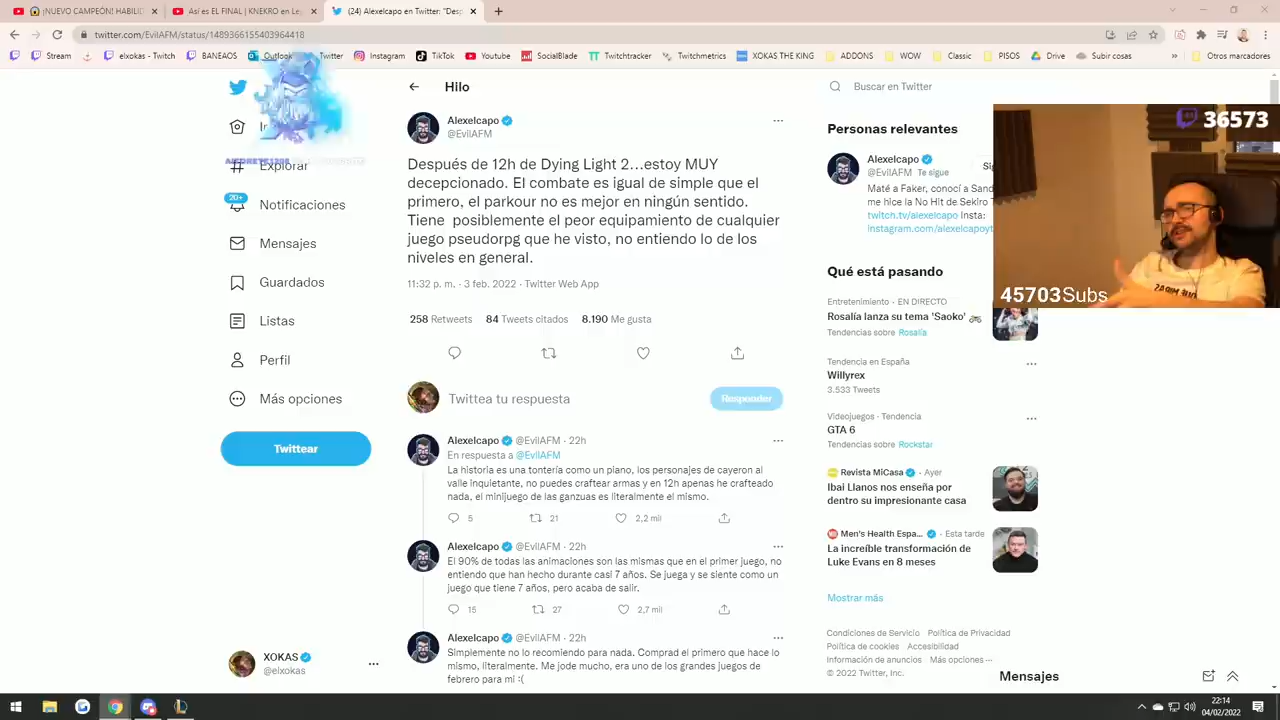 ¡NUEVO CAMPEÓN! HABILID
Así es EL FINAL | KNEKRO en Le
(24) Alexelcapo en Twitter: "Des
twitter.com/EvilAFM/status/1489366155403964418
Stream
elxokas - Twitch
BANEAOS
Outlook
Twitter
Instagram
TikTok
Youtube
SocialBlade
Twitchtracker
Twitchmetrics
XOKAS THE KING
ADDONS
WOW
Classic
PISOS
Drive
Subir cosas
Otros marcadores
Explorar
20+
Notificaciones
Mensajes
Guardados
Listas
Perfil
Más opciones
Twittear
XOKAS
@elxokas
Hilo
Alexelcapo
@EvilAFM
Después de 12h de Dying Light 2...estoy MUY
decepcionado. El combate es igual de simple que el
primero, el parkour no es mejor en ningún sentido.
Tiene posiblemente el peor equipamiento de cualquier
juego pseudorpg que he visto, no entiendo lo de los
niveles en general.
11:32 p. m. · 3 feb. 2022 · Twitter Web App
258 Retweets 84 Tweets citados 8.190 Me gusta
Twittea tu respuesta
Responder
Alexelcapo @EvilAFM · 22h
En respuesta a @EvilAFM
La historia es una tontería como un piano, los personajes de cayeron al
valle inquietante, no puedes craftear armas y en 12h apenas he crafteado
nada, el minijuego de las ganzuas es literalmente el mismo.
5 21 2,2 mil
Alexelcapo @EvilAFM · 22h
El 90% de todas las animaciones son las mismas que en el primer juego, no
entiendo que han hecho durante casi 7 años. Se juega y se siente como un
juego que tiene 7 años, pero acaba de salir.
15 27 2,7 mil
Alexelcapo @EvilAFM · 22h
Simplemente no lo recomiendo para nada. Comprad el primero que hace lo
mismo, literalmente. Me jode mucho, era uno de los grandes juegos de
febrero para mi :(
Buscar en Twitter
Personas relevantes
Alexelcapo
@EvilAFM Te sigue
Maté a Faker, conocí a Sand
me hice la No Hit de Sekiro T
twitch.tv/alexelcapo Insta:
instagram.com/alexelcapoyt
36573
45703Subs
Qué está pasando
Entretenimiento · EN DIRECTO
Rosalía lanza su tema 'Saoko'
Tendencias sobre Rosalía
Tendencia en España
Willyrex
3.533 Tweets
Videojuegos · Tendencia
GTA 6
Tendencias sobre Rockstar
Revista MiCasa · Ayer
Ibai Llanos nos enseña por
dentro su impresionante casa
Men's Health Espa... · Esta tarde
La increíble transformación de
Luke Evans en 8 meses
Mostrar más
Condiciones de Servicio Política de Privacidad
Política de cookies Accesibilidad
Información de anuncios Más opciones ···
© 2022 Twitter, Inc.
Mensajes
22:14
04/02/2022